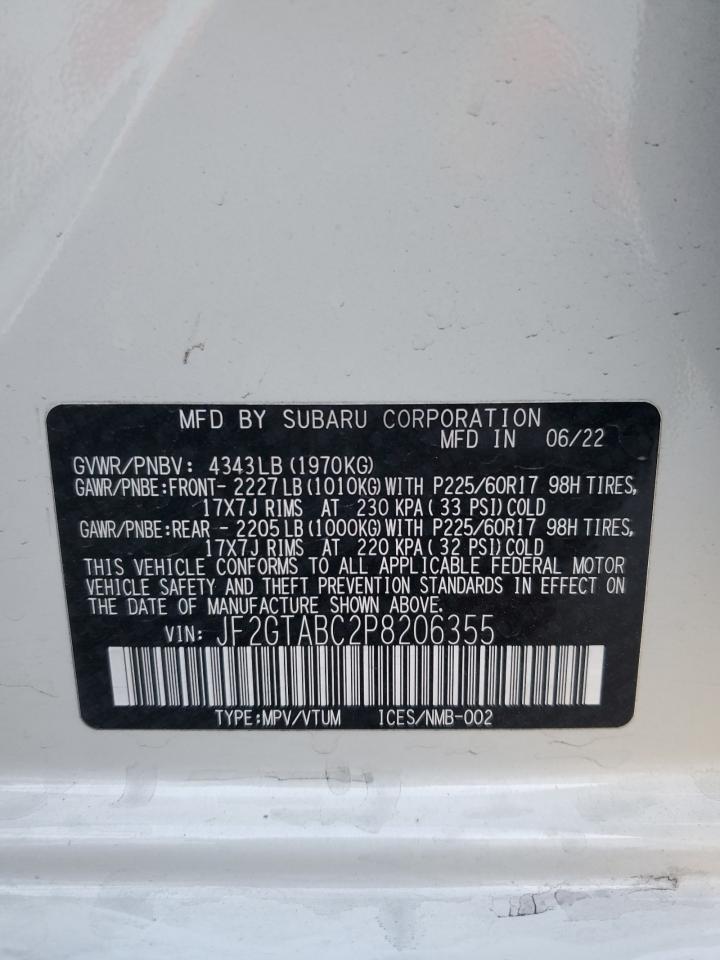 MFD BY SUBARU CORPORATION
MFD IN 06/22
GVWR/PNBV: 4343LB(1970KG)
GAWR/PNBE:FRONT- 2227LB(1010KG)WITH P225/60R17 98H TIRES,
17X7J RIMS AT 230 KPA(33 PSI)COLD
GAWR/PNBE:REAR - 2205LB(1000KG)WITH P225/60R17 98H TIRES,
17X7J RIMS AT 220 KPA(32 PSI)COLD
THIS VEHICLE CONFORMS TO ALL APPLICABLE FEDERAL MOTOR
VEHICLE SAFETY AND THEFT PREVENTION STANDARDS IN EFFECT ON
THE DATE OF MANUFACTURE SHOWN ABOVE.
VIN: JF2GTABC2P8206355
TYPE:MPV/VTUM ICES/NMB-002